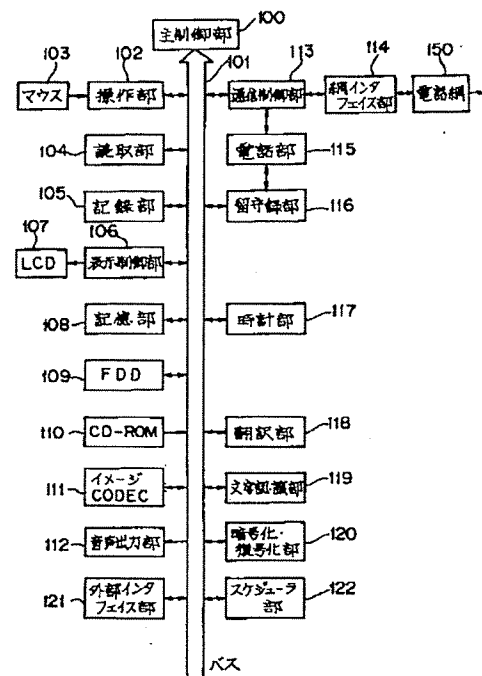 100
主制御部
101
103
102
113
114
150
マウス
操作部
通信制御部
網インタ
フェイス部
電話網
104
読取部
電話部
115
105
記録部
留守録部
116
107
106
LCD
表示制御部
108
記憶部
時計部
117
109
FDD
110
CD-ROM
翻訳部
118
111
イメージ
CODEC
文字認識部
119
112
音声出力部
暗号化・
復号化部
120
121
外部インタ
フェイス部
スケジューラ
部
122
バス